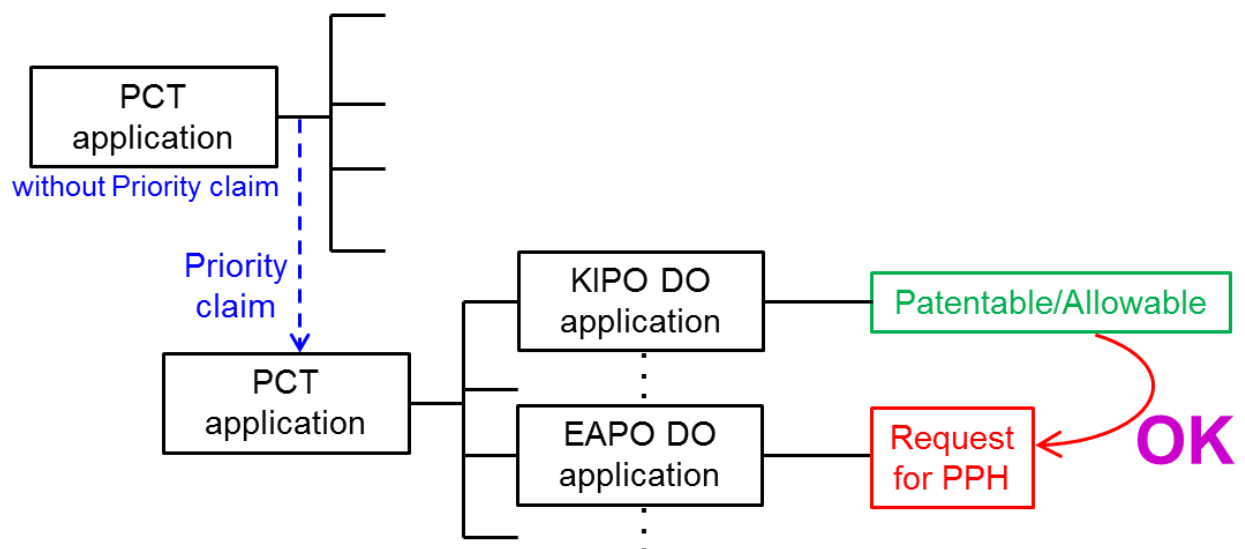 PCT
application
without Priority claim
Priority
claim
PCT
application
KIPO DO
application
Patentable/Allowable
EAPO DO
application
Request
for PPH
OK